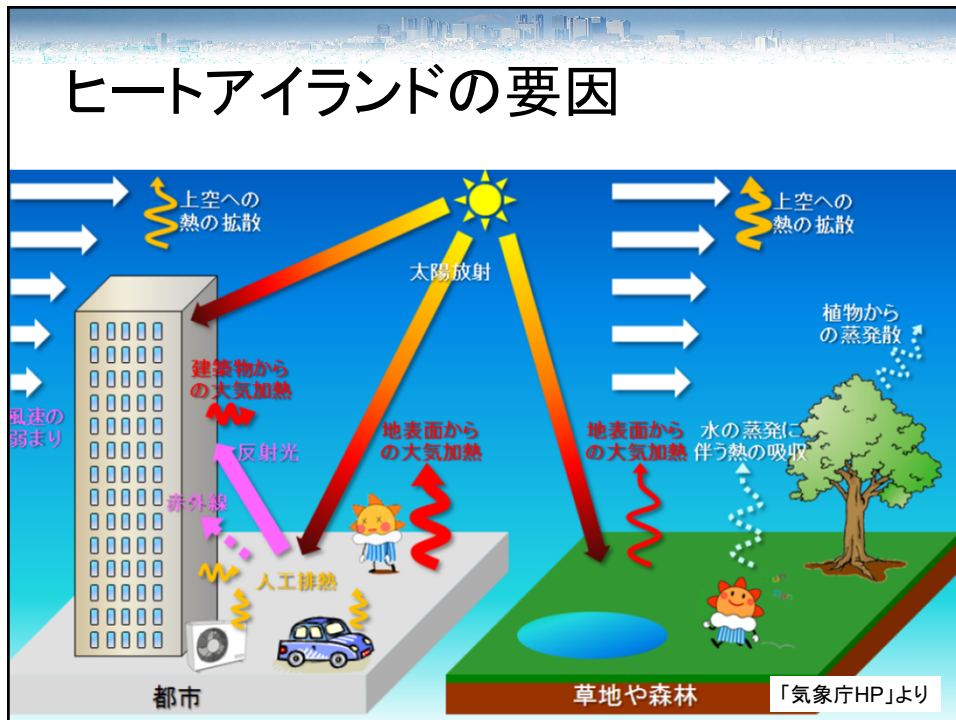 ヒートアイランドの要因
上空への
熱の拡散
太陽放射
上空への
熱の拡散
植物から
の蒸発散
建築物から
の大気加熱
風速の
弱まり
反射光
地表面から
の大気加熱
地表面から
の大気加熱
水の蒸発に
伴う熱の吸収
赤外線
人工排熱
都市
草地や森林
「気象庁HP」より